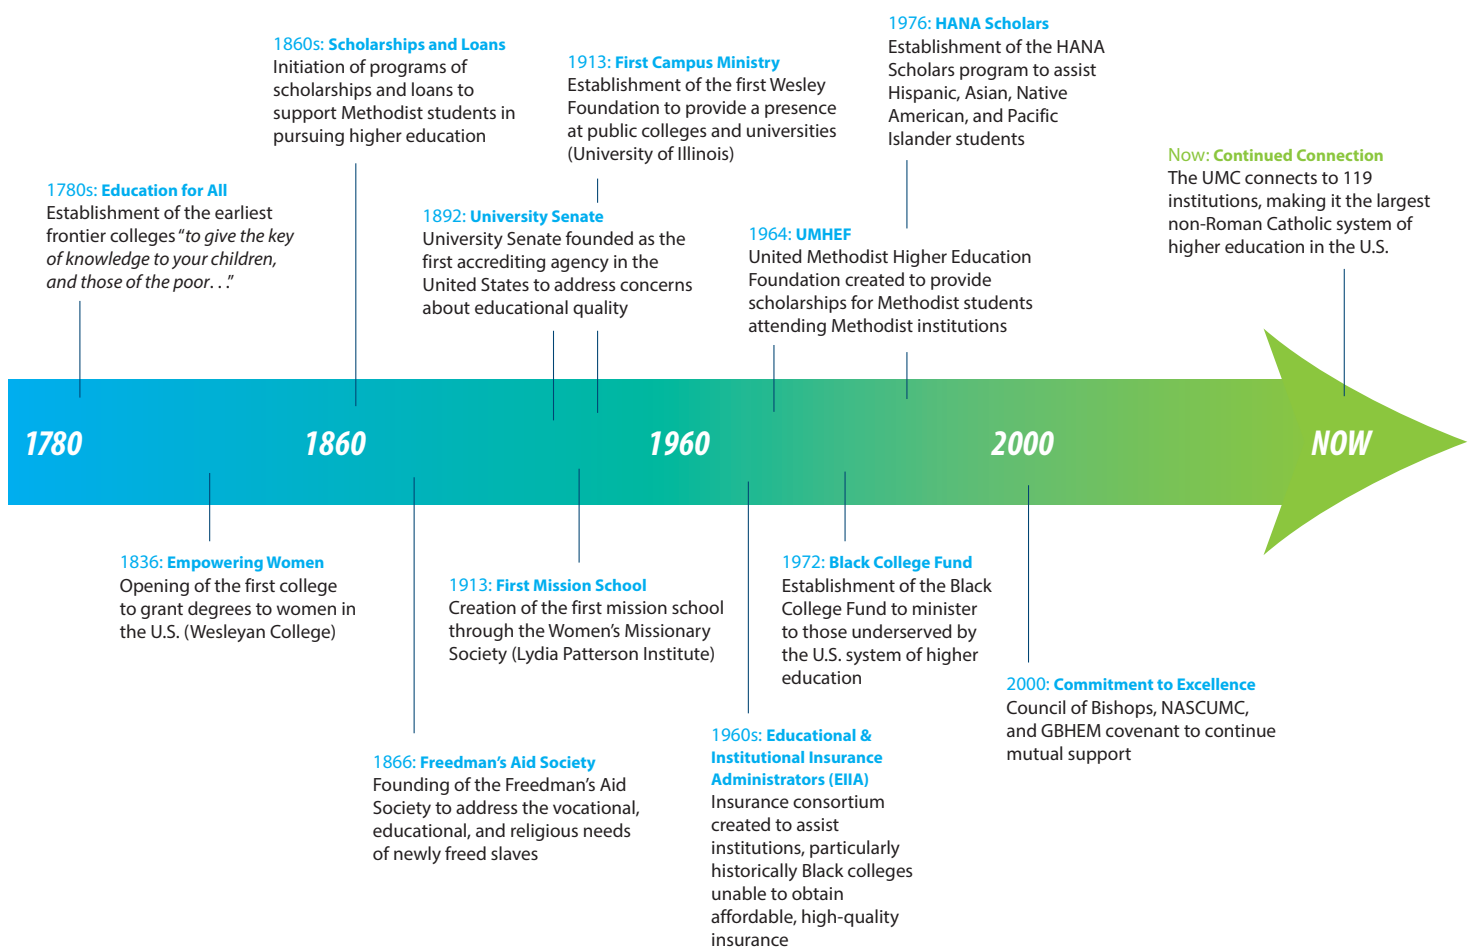 1976: HANA Scholars
Establishment of the HANA
Scholars program to assist
Hispanic, Asian, Native
American, and Pacific
Islander students
1860s: Scholarships and Loans
Initiation of programs of
scholarships and loans to
support Methodist students in
pursuing higher education
1913: First Campus Ministry
Establishment of the first Wesley
Foundation to provide a presence
at public colleges and universities
(University of Illinois)
Now: Continued Connection
The UMC connects to 119
institutions, making it the largest
non-Roman Catholic system of
higher education in the U.S.
1780s: Education for All
Establishment of the earliest
frontier colleges “to give the key
of knowledge to your children,
and those of the poor. . .”
1892: University Senate
University Senate founded as the
first accrediting agency in the
United States to address concerns
about educational quality
1964: UMHEF
United Methodist Higher Education
Foundation created to provide
scholarships for Methodist students
attending Methodist institutions
1780
1860
1960
2000
NOW
1836: Empowering Women
Opening of the first college
to grant degrees to women in
the U.S. (Wesleyan College)
1913: First Mission School
Creation of the first mission school
through the Women’s Missionary
Society (Lydia Patterson Institute)
1972: Black College Fund
Establishment of the Black
College Fund to minister
to those underserved by
the U.S. system of higher
education
2000: Commitment to Excellence
Council of Bishops, NASCUMC,
and GBHEM covenant to continue
mutual support
1866: Freedman’s Aid Society
Founding of the Freedman’s Aid
Society to address the vocational,
educational, and religious needs
of newly freed slaves
1960s: Educational &
Institutional Insurance
Administrators (EIIA)
Insurance consortium
created to assist
institutions, particularly
historically Black colleges
unable to obtain
affordable, high-quality
insurance